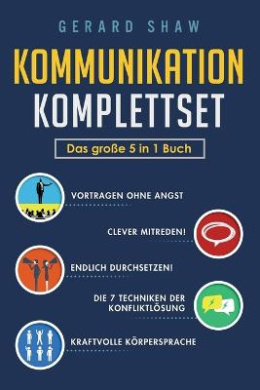 GERARD SHAW
KOMMUNIKATION
KOMPLETTSET
Das große 5 in 1 Buch
VORTRAGEN OHNE ANGST
CLEVER MITREDEN!
ENDLICH DURCHSETZEN!
DIE 7 TECHNIKEN DER
KONFLIKTLÖSUNG
KRAFTVOLLE KÖRPERSPRACHE